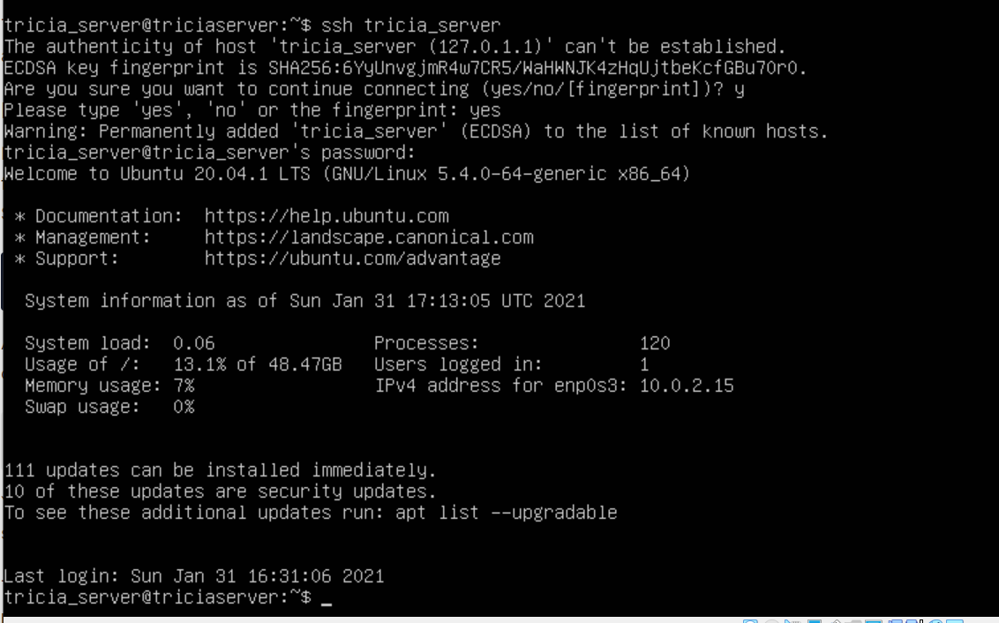 tricia_server@triciaserver:~$ ssh tricia_server
The authenticity of host 'tricia_server (127.0.1.1)' can't be established.
ECDSA key fingerprint is SHA256:6YyUnvgjmR4w7CR5/WaHWNJK4zHqUjtbeKcfGBu70r0.
Are you sure you want to continue connecting (yes/no/[fingerprint])? y
Please type 'yes', 'no' or the fingerprint: yes
Warning: Permanently added 'tricia_server' (ECDSA) to the list of known hosts.
tricia_server@tricia_server's password:
Welcome to Ubuntu 20.04.1 LTS (GNU/Linux 5.4.0-64-generic x86_64)
* Documentation:  https://help.ubuntu.com
* Management:     https://landscape.canonical.com
* Support:        https://ubuntu.com/advantage
System information as of Sun Jan 31 17:13:05 UTC 2021
System load:  0.06               Processes:               120
Usage of /:   13.1% of 48.47GB   Users logged in:         1
Memory usage: 7%                 IPv4 address for enp0s3: 10.0.2.15
Swap usage:   0%
111 updates can be installed immediately.
10 of these updates are security updates.
To see these additional updates run: apt list --upgradable
Last login: Sun Jan 31 16:31:06 2021
tricia_server@triciaserver:~$ _